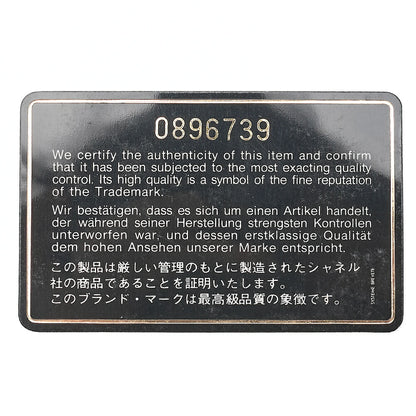 0896739
We certify the authenticity of this item and confirm
that it has been subjected to the most exacting quality
control. Its high quality is a symbol of the fine reputation
of the Trademark.
Wir bestätigen, dass es sich um einen Artikel handelt,
der während seiner Herstellung strengsten Kontrollen
unterworfen war, und dessen erstklassige Qualität
dem hohen Ansehen unserer Marke entspricht.
この製品は厳しい管理のもとに製造されたシャネル
社の商品であることを証明いたします。
このブランド・マークは最高級品質の象徴です。